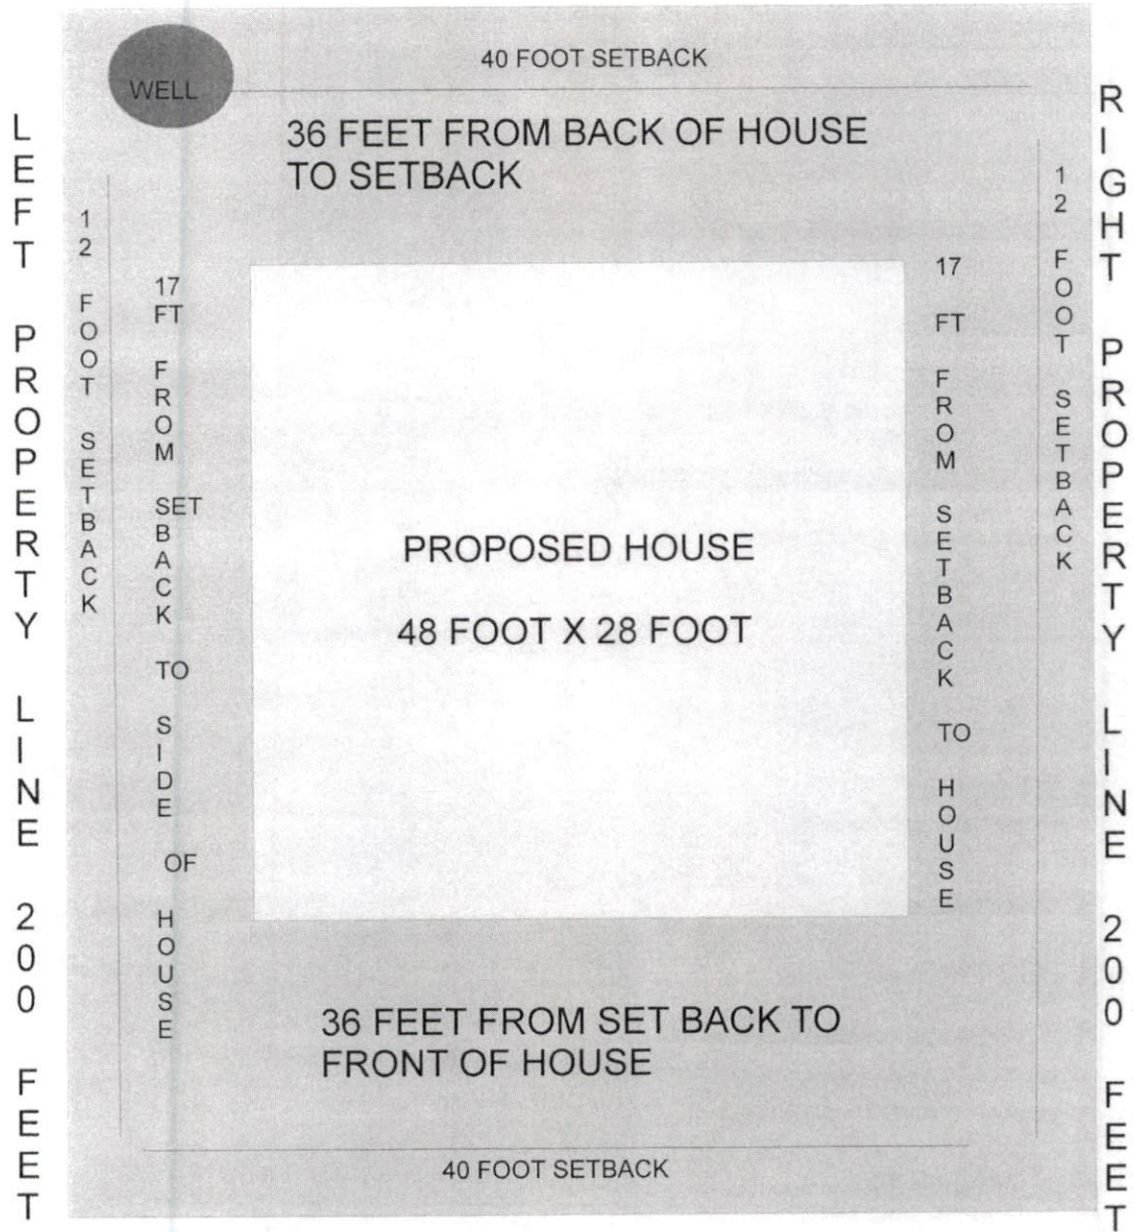 40 FOOT SETBACK
WELL
36 FEET FROM BACK OF HOUSE
TO SETBACK
LEFT PROPERTY LINE 200 FEET
12 FOOT SETBACK
17 FT FROM SET BACK TO SIDE OF HOUSE
PROPOSED HOUSE
48 FOOT X 28 FOOT
17 FT FROM SETBACK TO HOUSE
12 FOOT SETBACK
RIGHT PROPERTY LINE 200 FEET
36 FEET FROM SET BACK TO
FRONT OF HOUSE
40 FOOT SETBACK